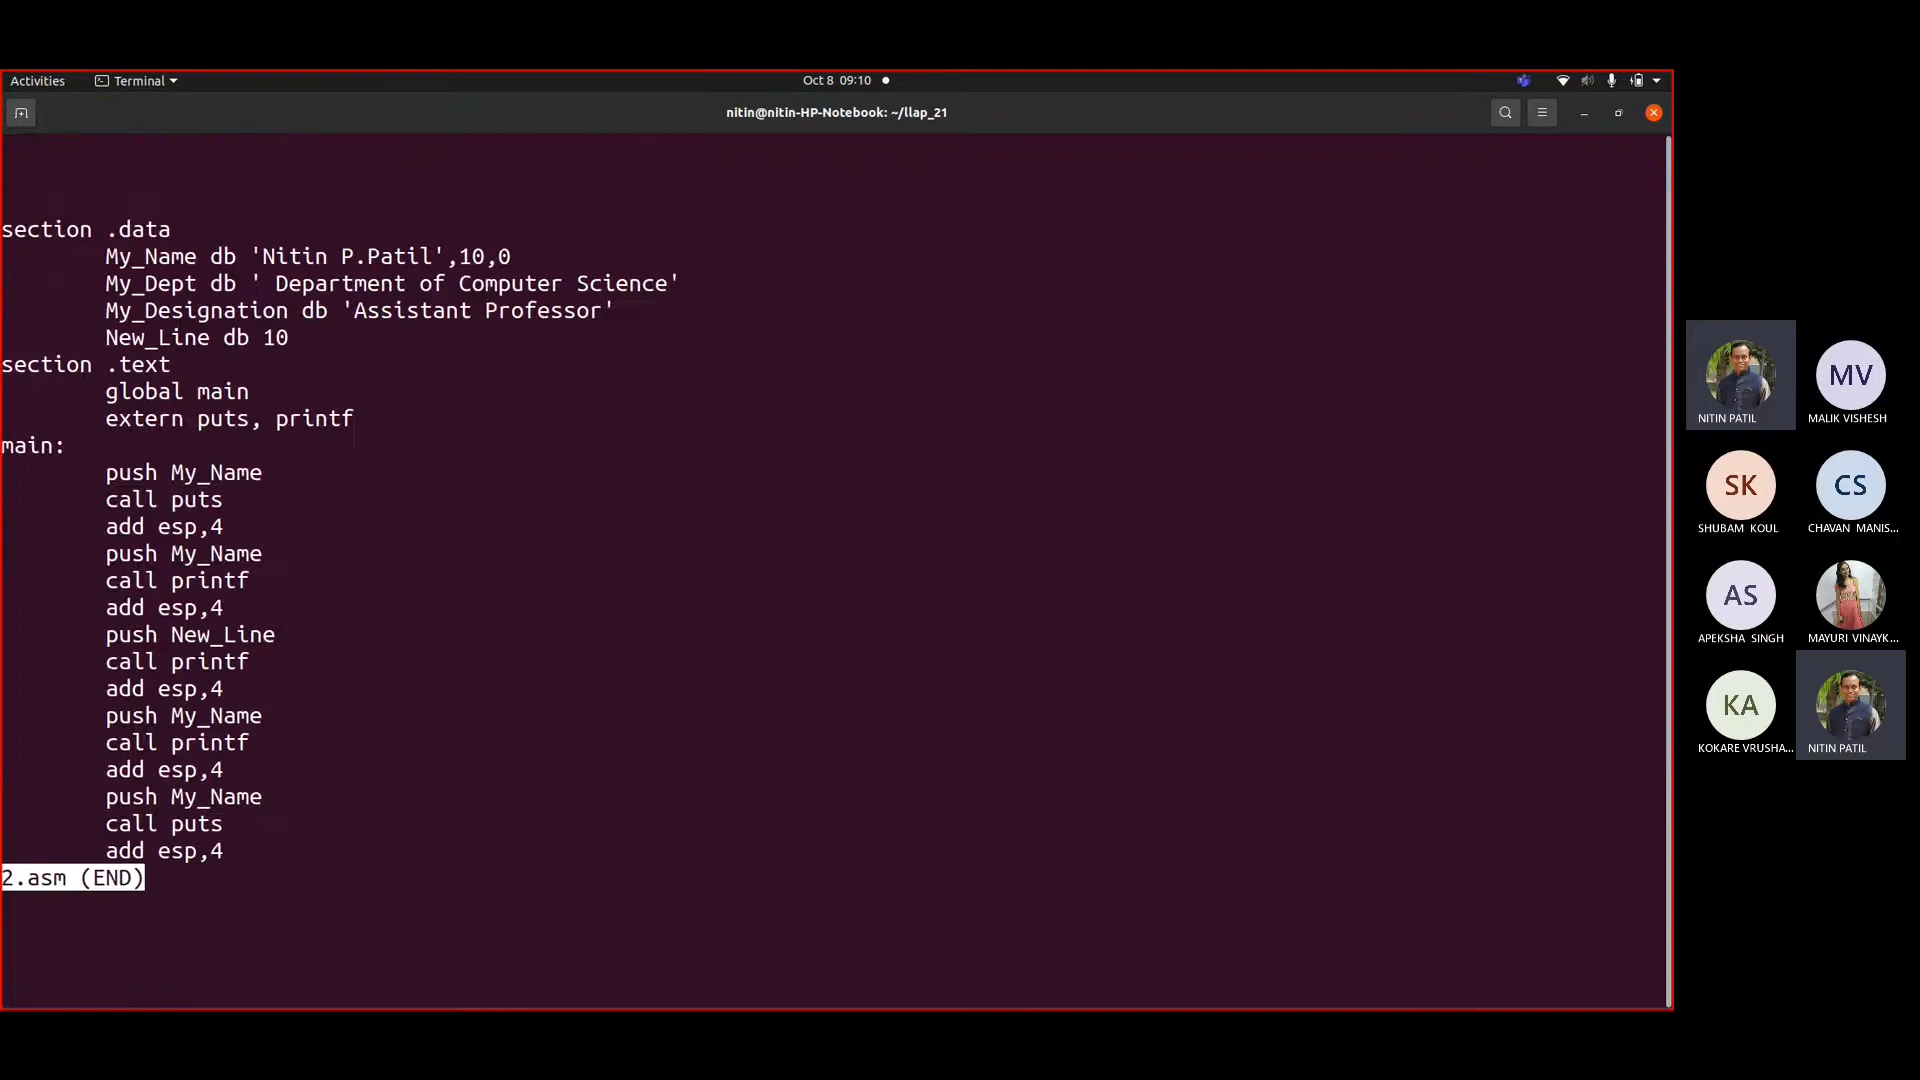 Activities Terminal Oct 8 09:10
nitin@nitin-HP-Notebook: ~/llap_21
section .data
My_Name db 'Nitin P.Patil',10,0
My_Dept db ' Department of Computer Science'
My_Designation db 'Assistant Professor'
New_Line db 10
section .text
global main
extern puts, printf
main:
push My_Name
call puts
add esp,4
push My_Name
call printf
add esp,4
push New_Line
call printf
add esp,4
push My_Name
call printf
add esp,4
push My_Name
call puts
add esp,4
2.asm (END)
NITIN PATIL
MV
MALIK VISHESH
SK
SHUBAM KOUL
CS
CHAVAN MANIS...
AS
APEKSHA SINGH
MAYURI VINAYK...
KA
KOKARE VRUSHA...
NITIN PATIL